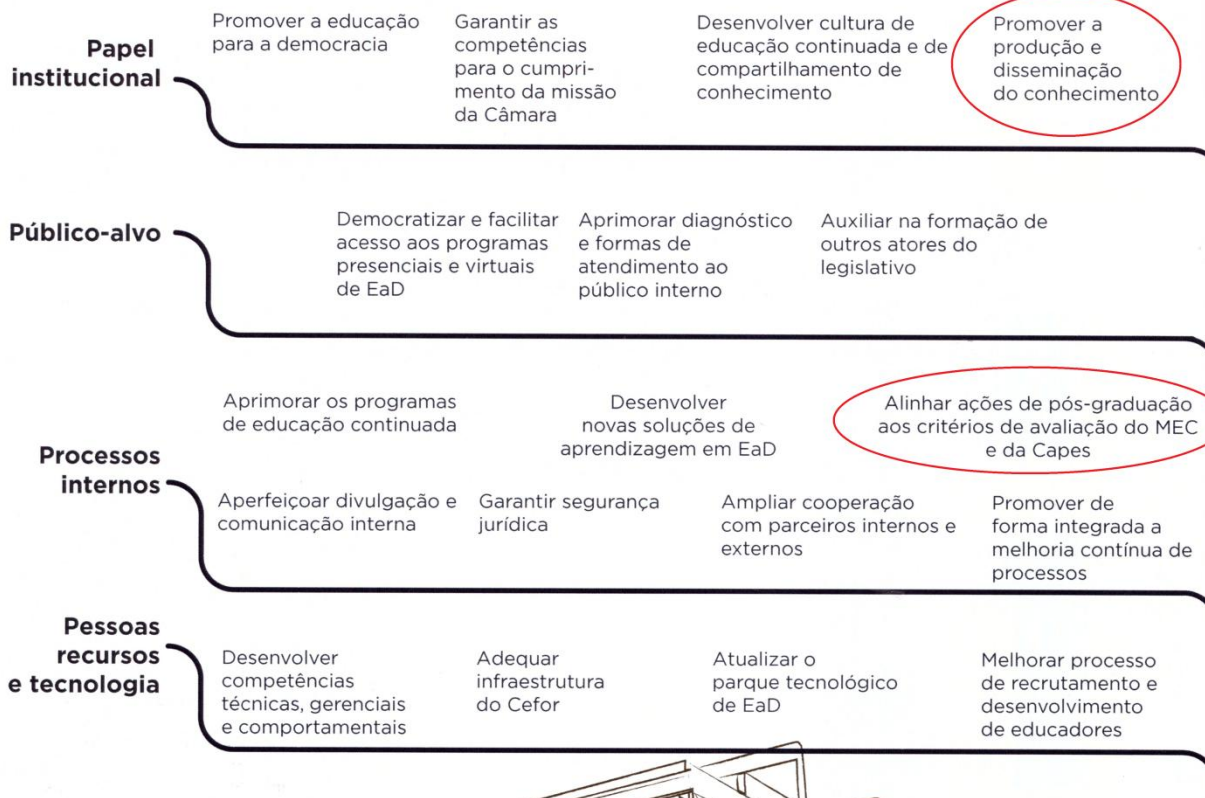 Papel
institucional
Promover a educação
para a democracia
Garantir as
competências
para o cumpri-
mento da missão
da Câmara
Desenvolver cultura de
educação continuada e de
compartilhamento de
conhecimento
Promover a
produção e
disseminação
do conhecimento
Público-alvo
Democratizar e facilitar
acesso aos programas
presenciais e virtuais
de EaD
Aprimorar diagnóstico
e formas de
atendimento ao
público interno
Auxiliar na formação de
outros atores do
legislativo
Processos
internos
Aprimorar os programas
de educação continuada
Desenvolver
novas soluções de
aprendizagem em EaD
Alinhar ações de pós-graduação
aos critérios de avaliação do MEC
e da Capes
Aperfeiçoar divulgação e
comunicação interna
Garantir segurança
jurídica
Ampliar cooperação
com parceiros internos e
externos
Promover de
forma integrada a
melhoria contínua de
processos
Pessoas
recursos
e tecnologia
Desenvolver
competências
técnicas, gerenciais
e comportamentais
Adequar
infraestrutura
do Cefor
Atualizar o
parque tecnológico
de EaD
Melhorar processo
de recrutamento e
desenvolvimento
de educadores